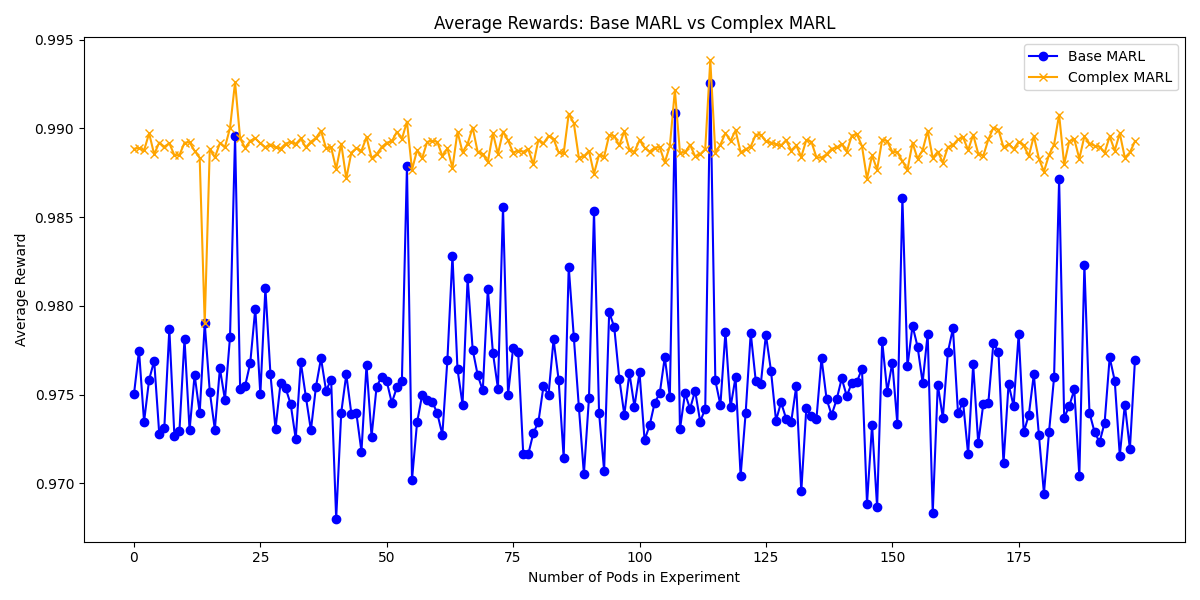 Average Rewards: Base MARL vs Complex MARL
0.995
0.990
0.985
0.980
0.975
0.970
Average Reward
Base MARL
Complex MARL
0 25 50 75 100 125 150 175
Number of Pods in Experiment